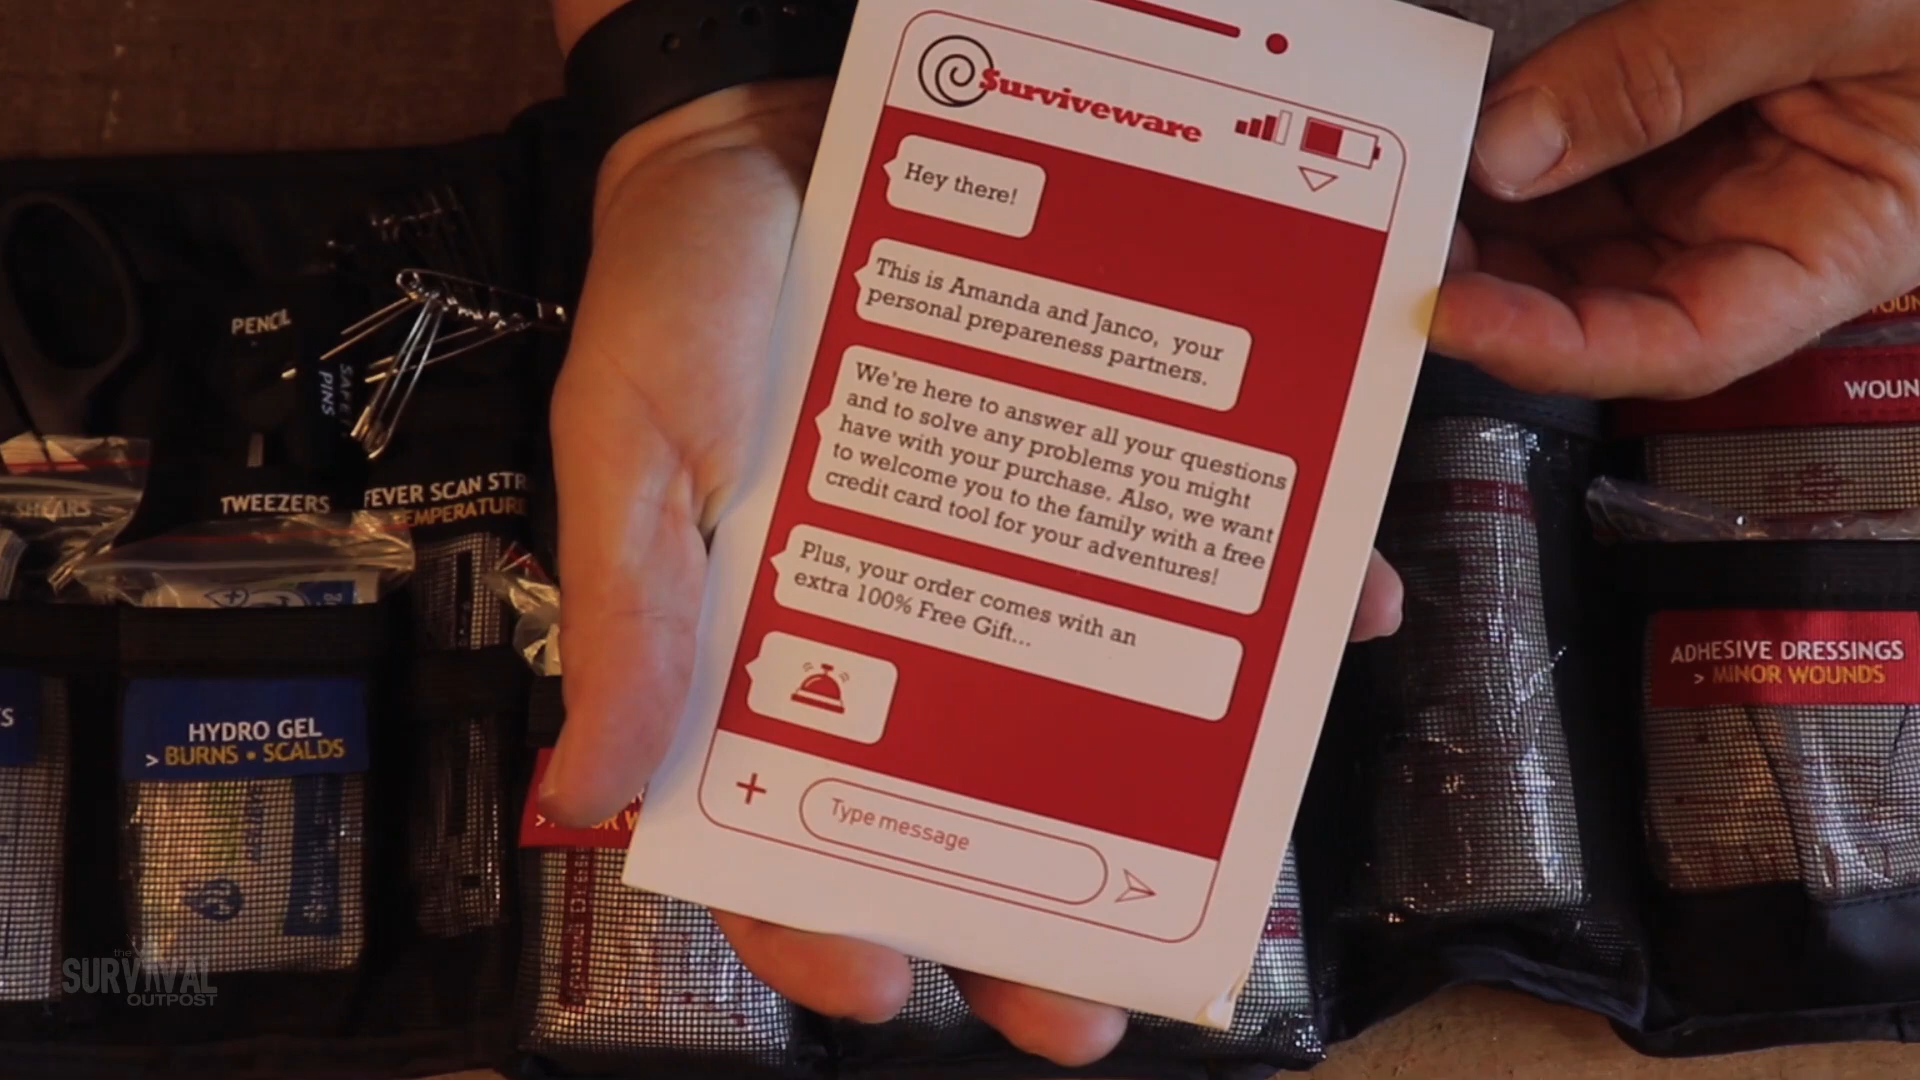 Surviveware
Hey there!
This is Amanda and Janco, your
personal prepareness partners.
We're here to answer all your questions
and to solve any problems you might
have with your purchase. Also, we want
to welcome you to the family with a free
credit card tool for your adventures!
Plus, your order comes with an
extra 100% Free Gift...
Type message
PENCIL
SAFETY
PINS
SHEARS
TWEEZERS
FEVER SCAN STR
TEMPERATURE
HYDRO GEL
> BURNS • SCALDS
WOUN
ADHESIVE DRESSINGS
> MINOR WOUNDS
the
SURVIVAL
OUTPOST